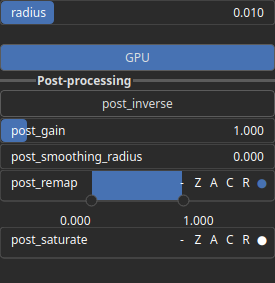 radius 0.010
GPU
Post-processing
post_inverse
post_gain 1.000
post_smoothing_radius 0.000
post_remap - Z A C R
0.000 1.000
post_saturate - Z A C R